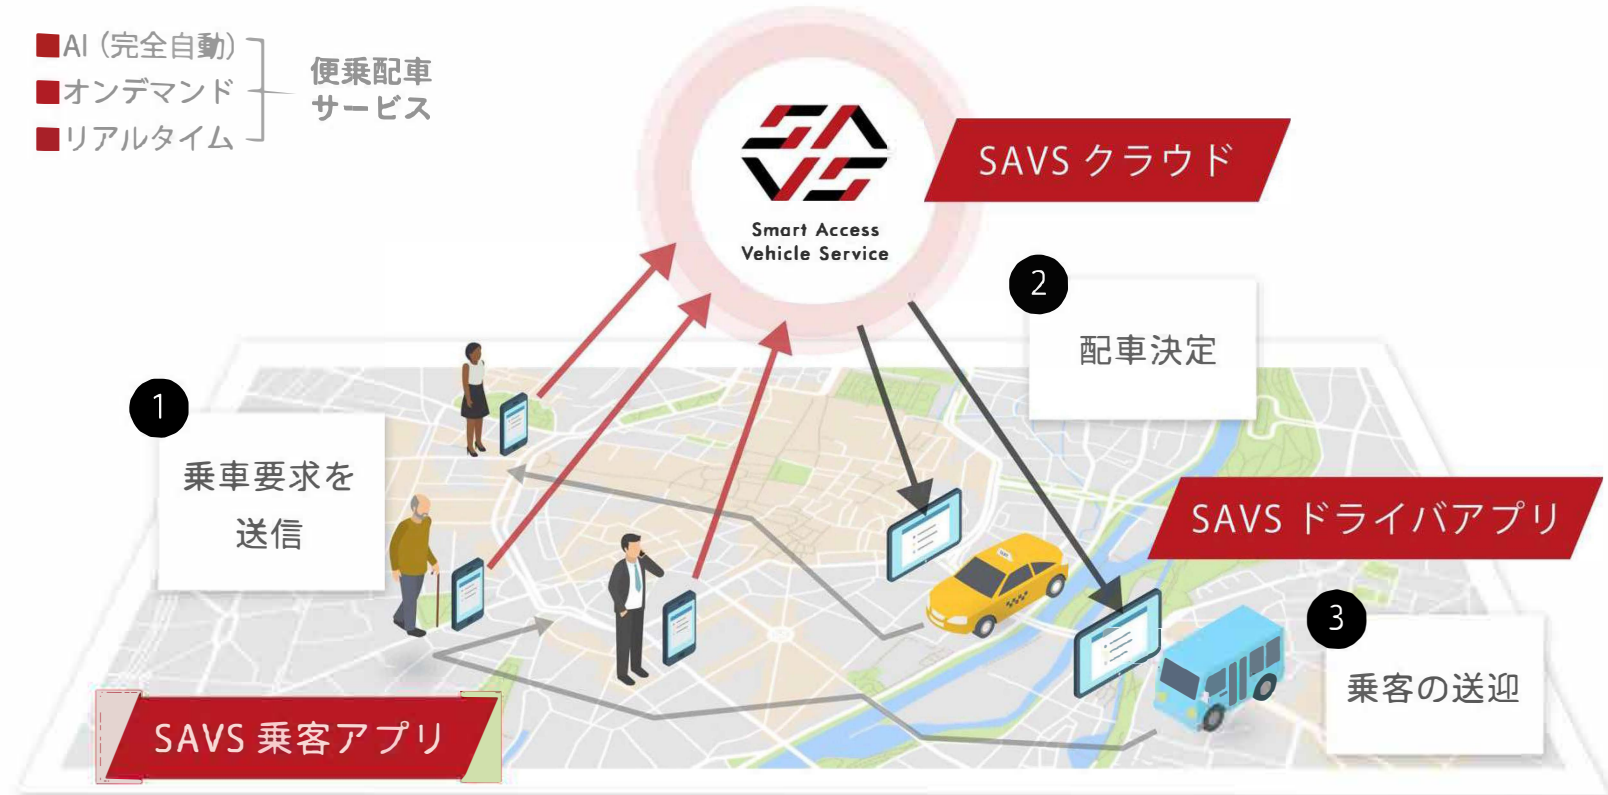 ■AI（完全自動）
■オンデマンド
■リアルタイム
便乗配車
サービス
SAVS
Smart Access
Vehicle Service
SAVS クラウド
2
配車決定
1
乗車要求を
送信
SAVS ドライバアプリ
TAXI
3
乗客の送迎
SAVS 乗客アプリ